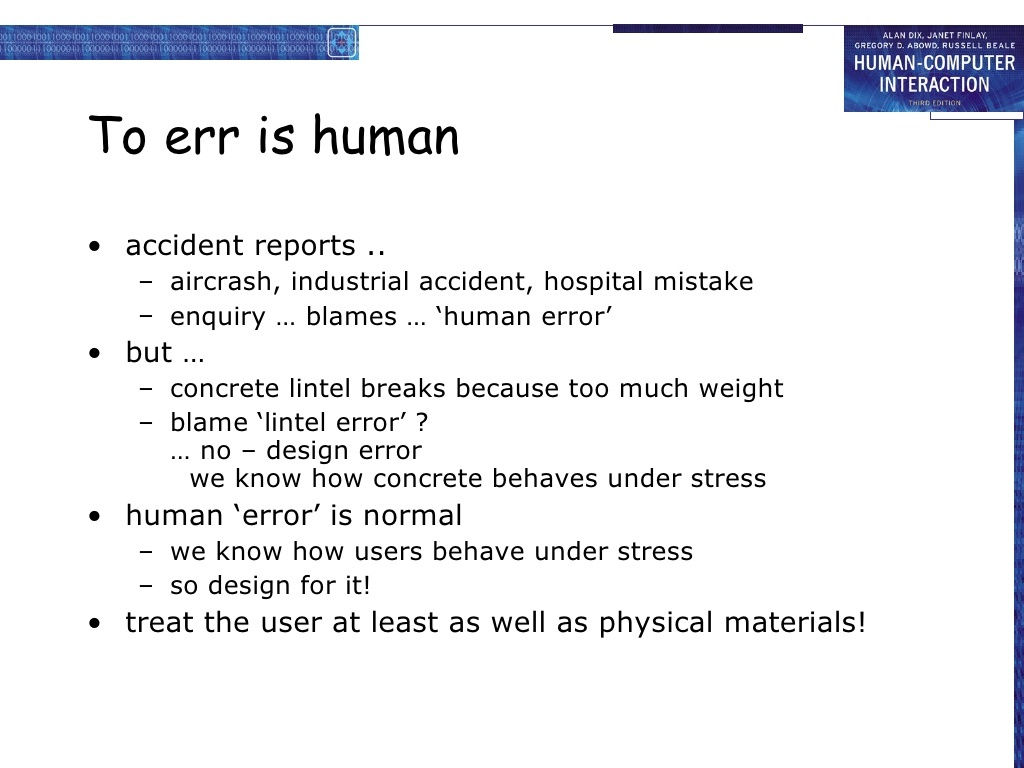 ALAN DIX, JANET FINLAY,
GREGORY D. ABOWD, RUSSELL BEALE
HUMAN-COMPUTER
INTERACTION
THIRD EDITION
To err is human
• accident reports ..
– aircrash, industrial accident, hospital mistake
– enquiry … blames … ‘human error’
• but …
– concrete lintel breaks because too much weight
– blame ‘lintel error’ ?
… no – design error
we know how concrete behaves under stress
• human ‘error’ is normal
– we know how users behave under stress
– so design for it!
• treat the user at least as well as physical materials!